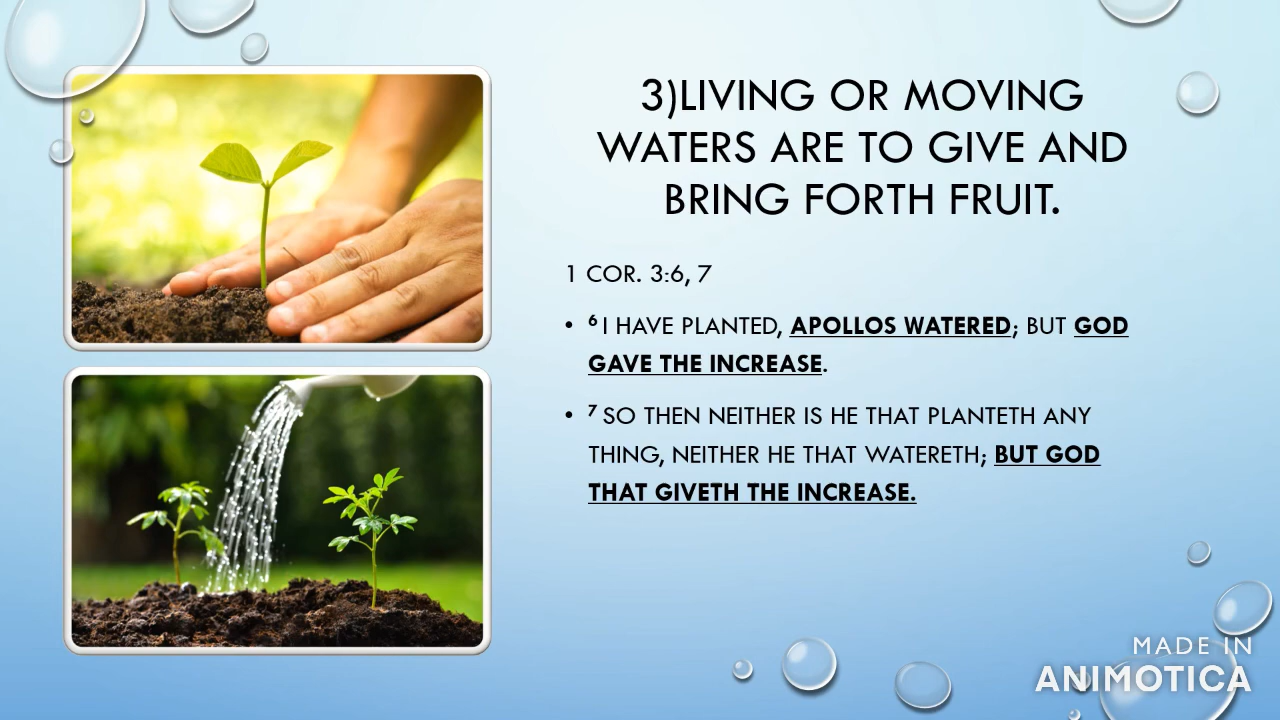 3)LIVING OR MOVING
WATERS ARE TO GIVE AND
BRING FORTH FRUIT.
1 COR. 3:6, 7
• ⁶ I HAVE PLANTED, APOLLOS WATERED; BUT GOD
GAVE THE INCREASE.
• ⁷ SO THEN NEITHER IS HE THAT PLANTETH ANY
THING, NEITHER HE THAT WATERETH; BUT GOD
THAT GIVETH THE INCREASE.
MADE IN
ANIMOTICA